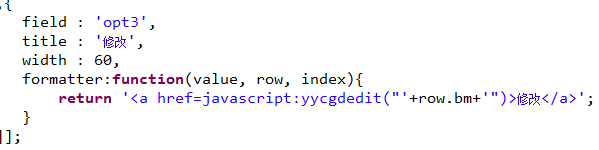 {
field : 'opt3',
title : '修改',
width : 60,
formatter:function(value, row, index){
return '<a href=javascript:yycgdedit("'+row.bm+'")>修改</a>';
}
]];